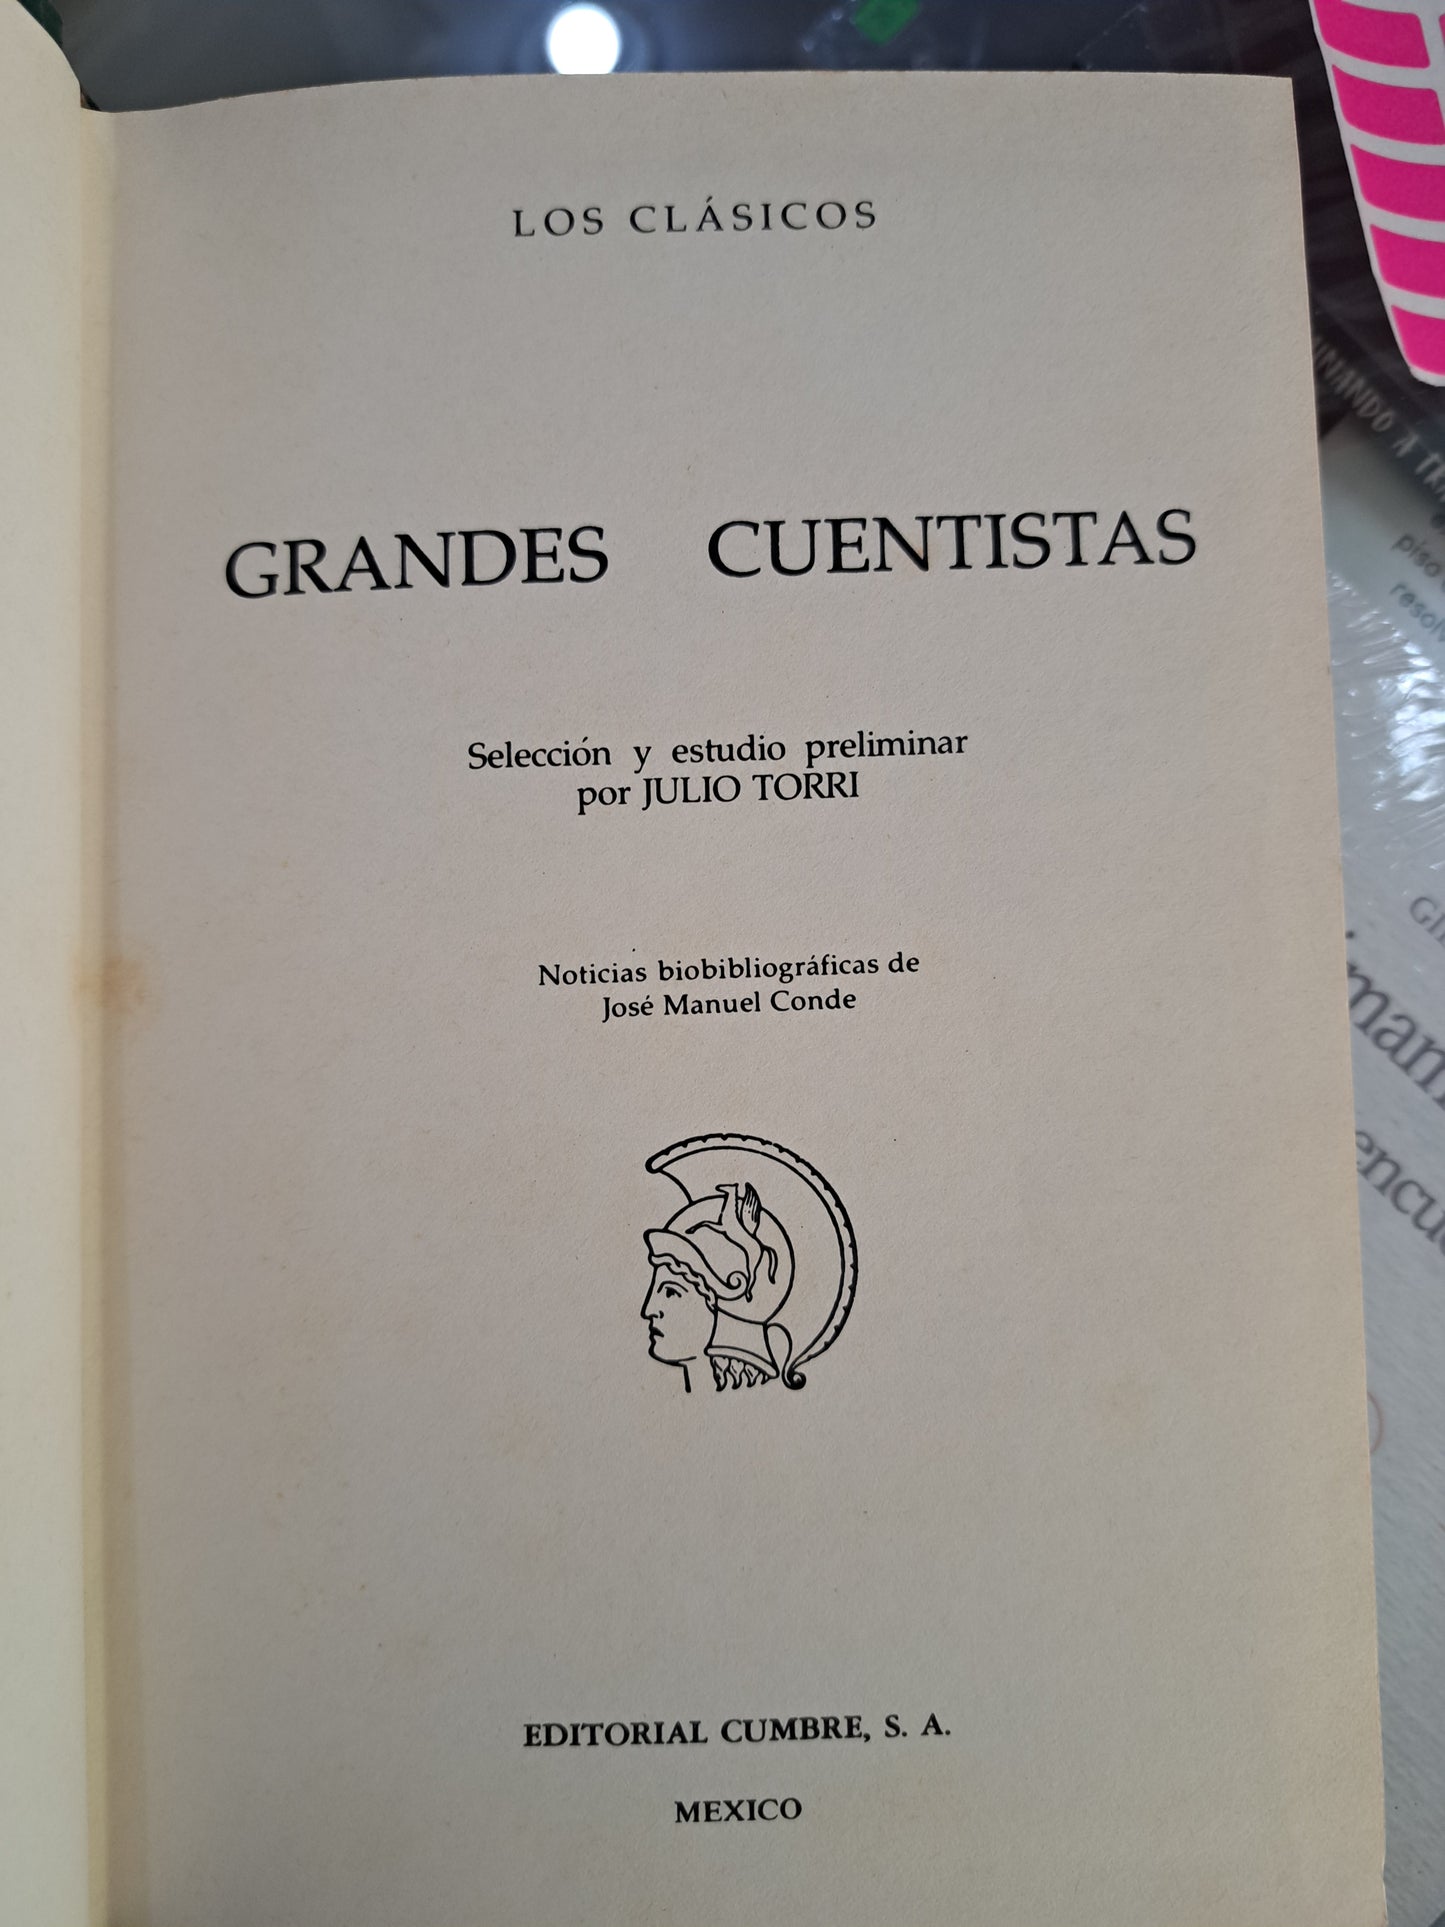 LOS CLÁSICOS
GRANDES CUENTISTAS
Selección y estudio preliminar
por JULIO TORRI
Noticias biobibliográficas de
José Manuel Conde
EDITORIAL CUMBRE, S. A.
MEXICO
piso